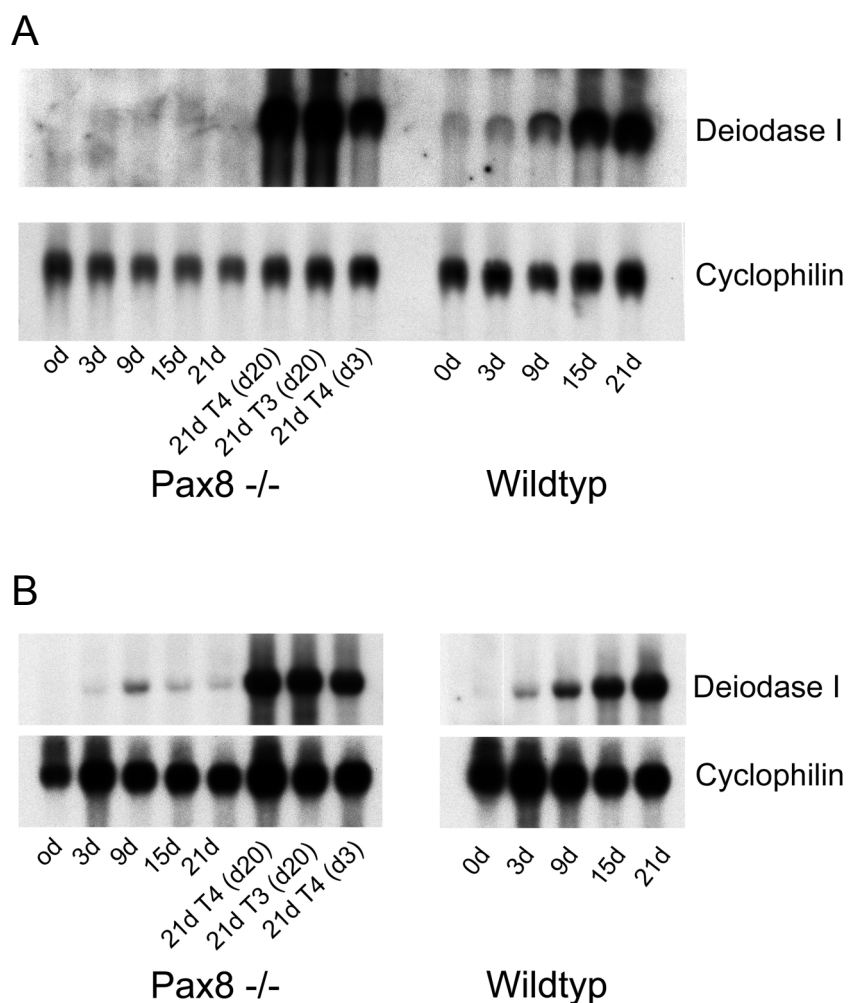 A
Deiodase I
Cyclophilin
od 3d 9d 15d 21d 21d T4 (d20) 21d T3 (d20) 21d T4 (d3) 0d 3d 9d 15d 21d
Pax8 -/- Wildtyp
B
Deiodase I
Cyclophilin
od 3d 9d 15d 21d 21d T4 (d20) 21d T3 (d20) 21d T4 (d3) 0d 3d 9d 15d 21d
Pax8 -/- Wildtyp